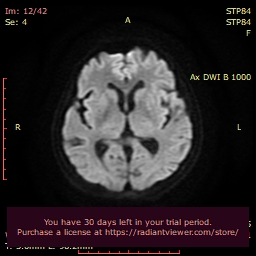 Im: 12/42
Se: 4
A
STP84
STP84
F
Ax DWI B 1000
R
L
You have 30 days left in your trial period.
Purchase a license at https://radiantviewer.com/store/